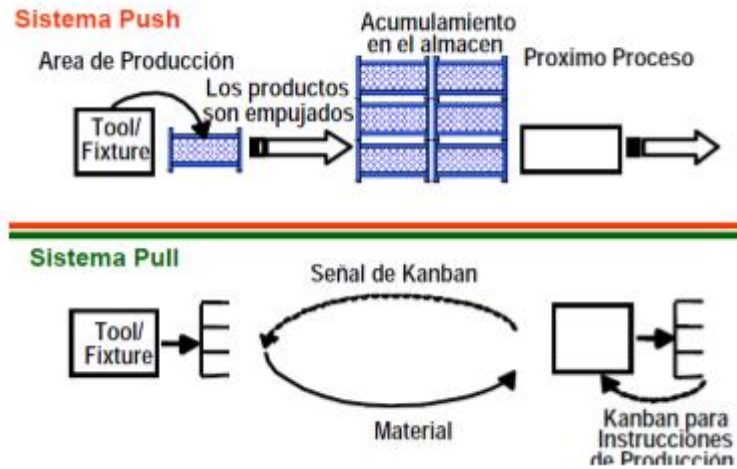 Sistema Push
Acumulamiento
en el almacen
Area de Producción
Proximo Proceso
Los productos
son empujados
Tool/
Fixture
Sistema Pull
Señal de Kanban
Tool/
Fixture
Material
Kanban para
Instrucciones
de Producción